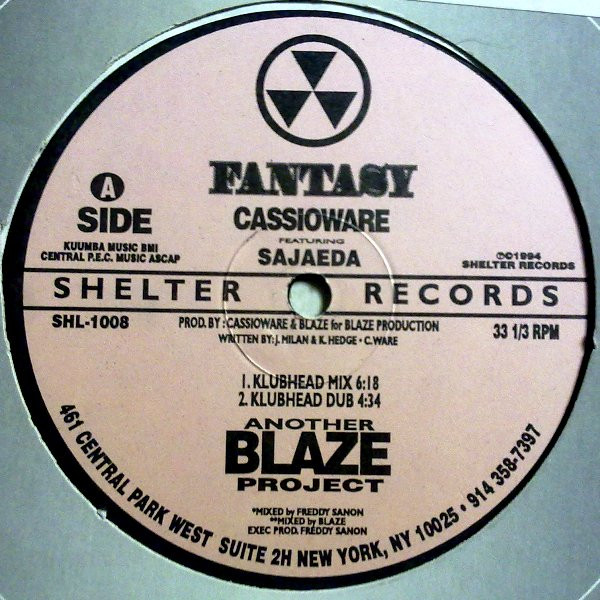 FANTASY
CASSIOWARE
FEATURING
SAJAEDA
A
SIDE
KUUMBA MUSIC BMI
CENTRAL P.E.C. MUSIC ASCAP
℗©1994
SHELTER RECORDS
SHELTER RECORDS
SHL-1008
PROD. BY : CASSIOWARE & BLAZE for BLAZE PRODUCTION
WRITTEN BY: J. MILAN & K. HEDGE • C. WARE
33 1/3 RPM
1. KLUBHEAD MIX 6:18
2. KLUBHEAD DUB 4:34
ANOTHER
BLAZE
PROJECT
*MIXED by FREDDY SANON
**MIXED by BLAZE
EXEC PROD. FREDDY SANON
461 CENTRAL PARK WEST SUITE 2H NEW YORK, NY 10025 • 914 358-7397